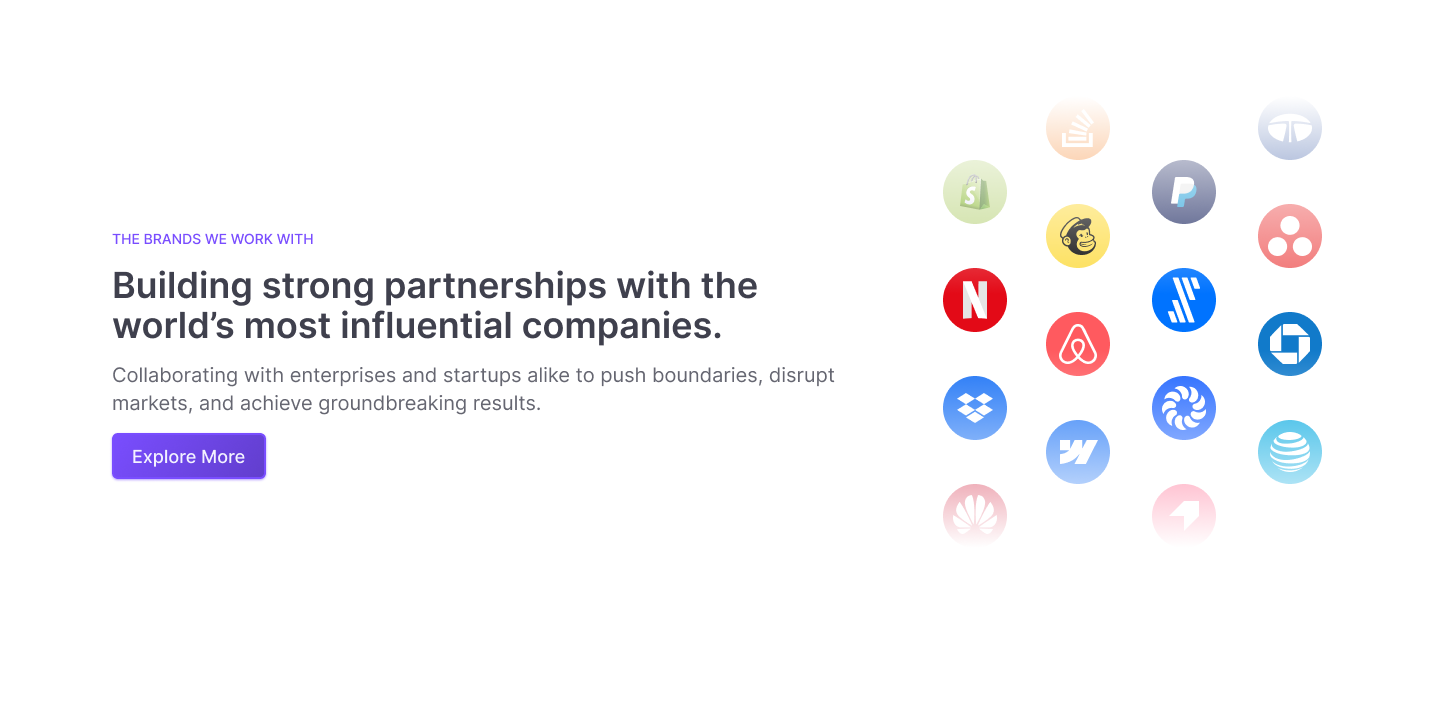 THE BRANDS WE WORK WITH
Building strong partnerships with the
world’s most influential companies.
Collaborating with enterprises and startups alike to push boundaries, disrupt
markets, and achieve groundbreaking results.
Explore More